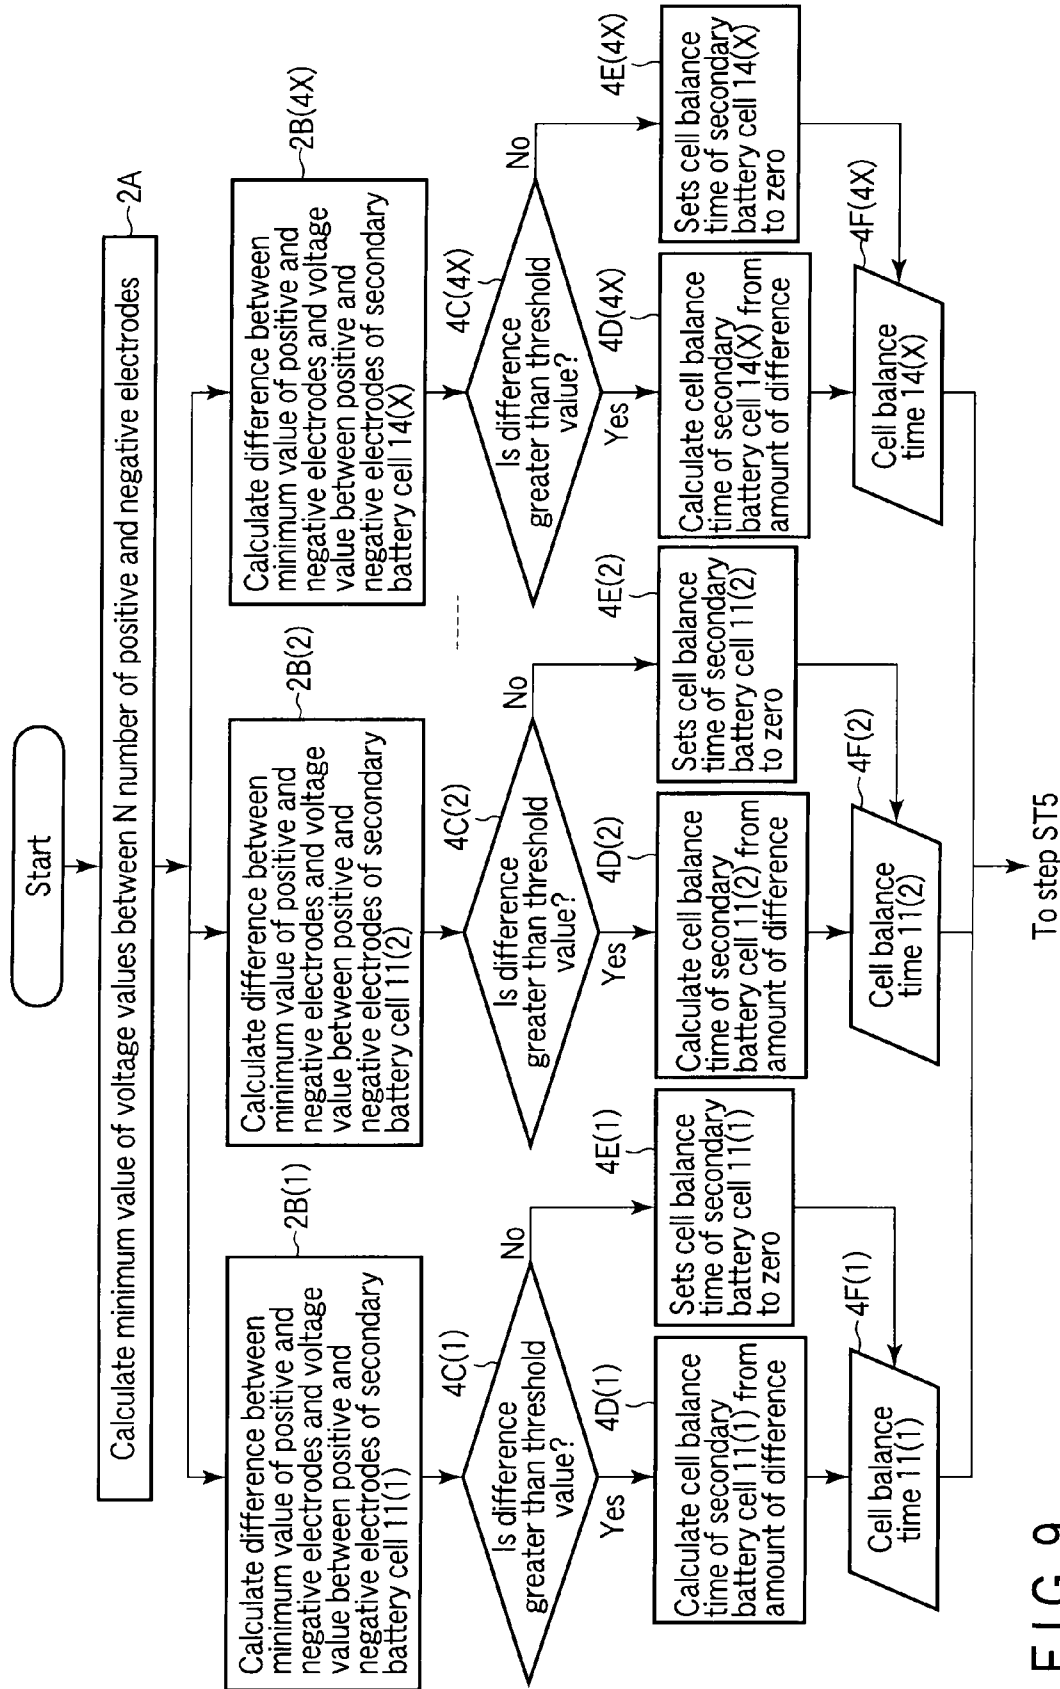 Start
Calculate minimum value of voltage values between N number of positive and negative electrodes
2A
Calculate difference between
minimum value of positive and
negative electrodes and voltage
value between positive and
negative electrodes of secondary
battery cell 11(1)
2B(1)
Is difference
greater than threshold
value?
4C(1)
Yes
No
Calculate cell balance
time of secondary
battery cell 11(1) from
amount of difference
4D(1)
Sets cell balance
time of secondary
battery cell 11(1)
to zero
4E(1)
Cell balance
time 11(1)
4F(1)
Calculate difference between
minimum value of positive and
negative electrodes and voltage
value between positive and
negative electrodes of secondary
battery cell 11(2)
2B(2)
Is difference
greater than threshold
value?
4C(2)
Yes
No
Calculate cell balance
time of secondary
battery cell 11(2) from
amount of difference
4D(2)
Sets cell balance
time of secondary
battery cell 11(2)
to zero
4E(2)
Cell balance
time 11(2)
4F(2)
Calculate difference between
minimum value of positive and
negative electrodes and voltage
value between positive and
negative electrodes of secondary
battery cell 14(X)
2B(4X)
Is difference
greater than threshold
value?
4C(4X)
Yes
No
Calculate cell balance
time of secondary
battery cell 14(X) from
amount of difference
4D(4X)
Sets cell balance
time of secondary
battery cell 14(X)
to zero
4E(4X)
Cell balance
time 14(X)
4F(4X)
To step ST5
FIG. 9